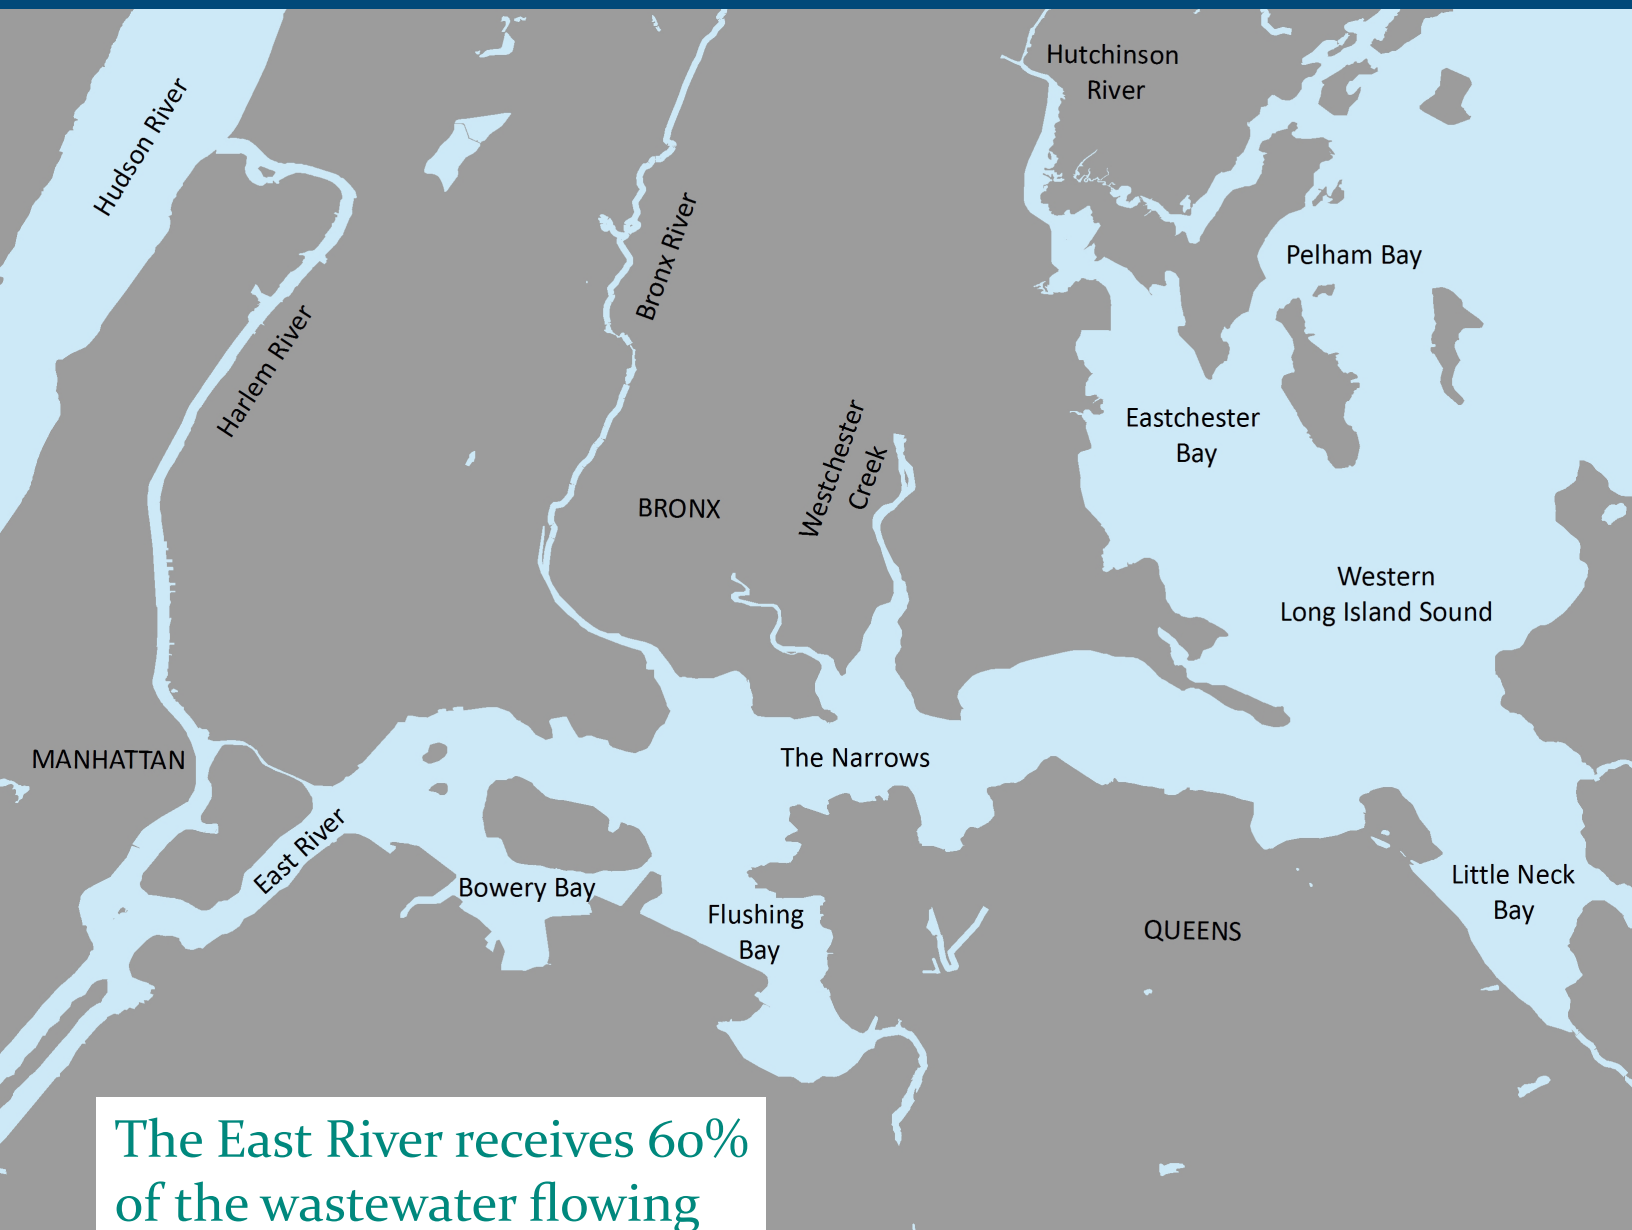 Hutchinson
River
Hudson River
Bronx River
Pelham Bay
Harlem River
Eastchester
Bay
Westchester
Creek
BRONX
Western
Long Island Sound
MANHATTAN
The Narrows
East River
Bowery Bay
Flushing
Bay
Little Neck
Bay
QUEENS
The East River receives 60%
of the wastewater flowing